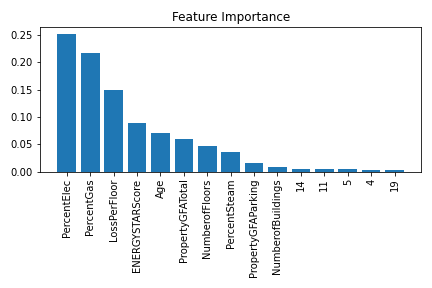 Feature Importance
0.25
0.20
0.15
0.10
0.05
0.00
PercentElec
PercentGas
LossPerFloor
ENERGYSTARScore
Age
PropertyGFATotal
NumberofFloors
PercentSteam
PropertyGFAParking
NumberofBuildings
14
11
5
4
19